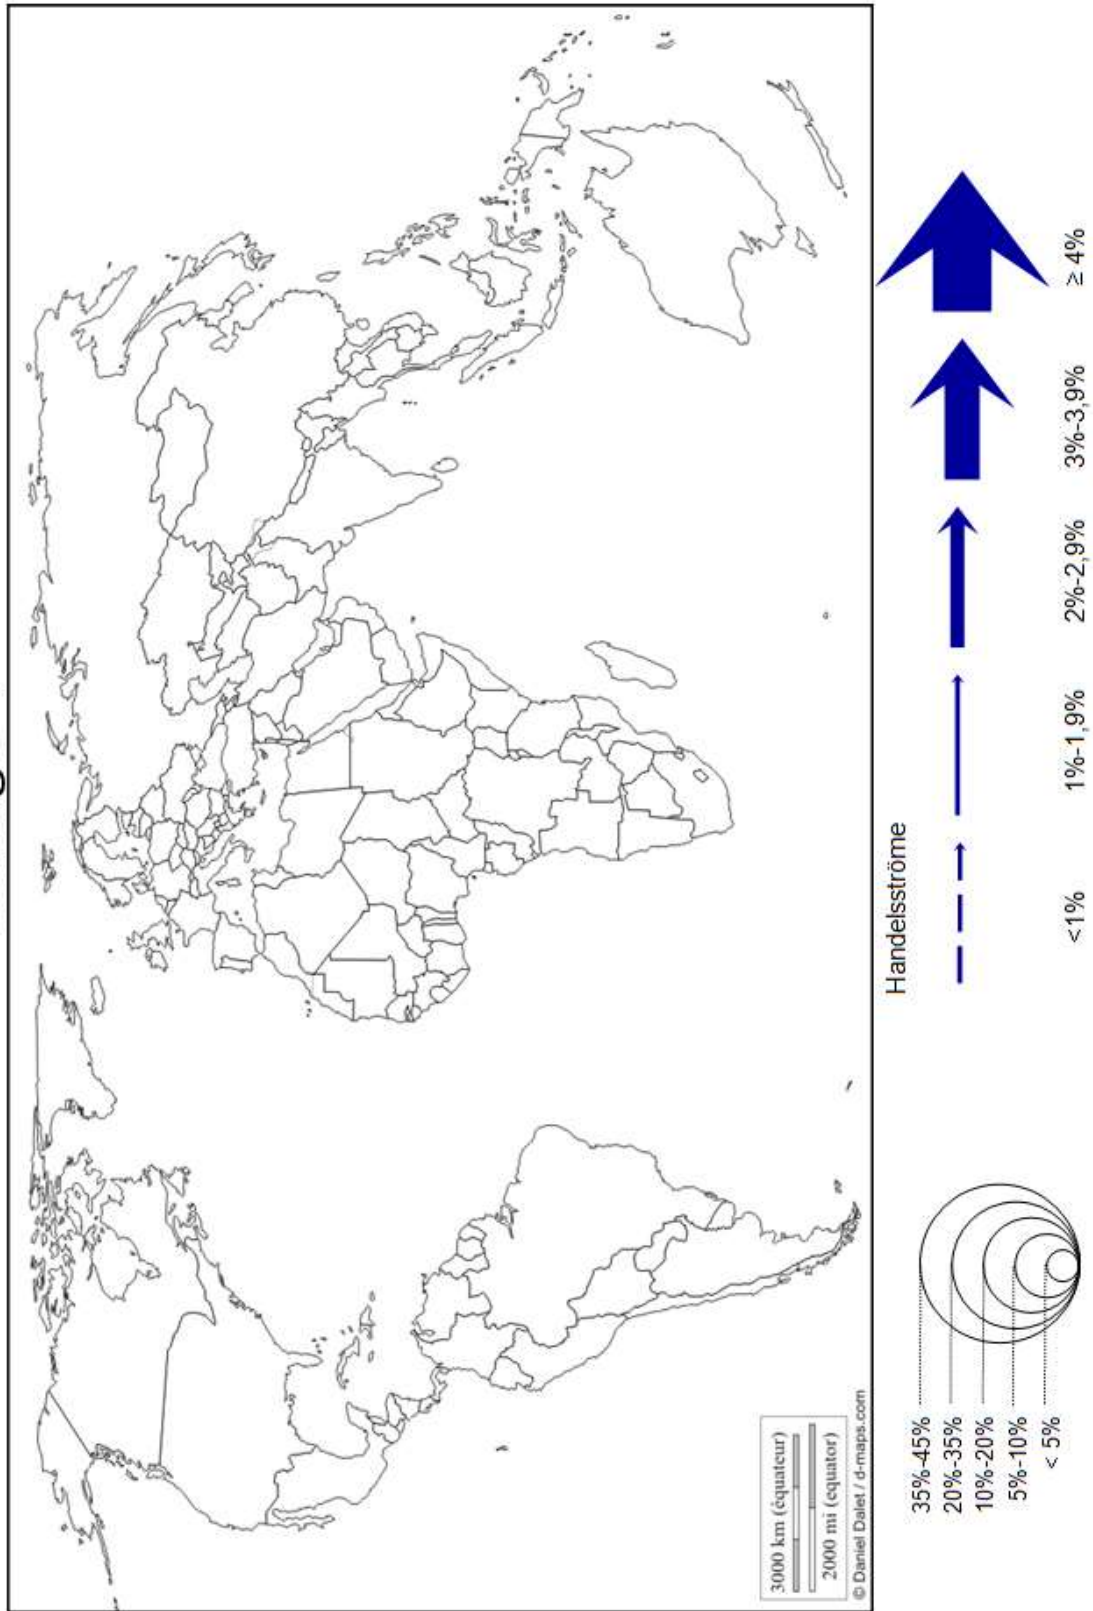 3000 km (équateur)
2000 mi (equator)
© Daniel Dalet / d-maps.com
35%-45%
20%-35%
10%-20%
5%-10%
< 5%
Handelsströme
<1%
1%-1,9%
2%-2,9%
3%-3,9%
≥ 4%